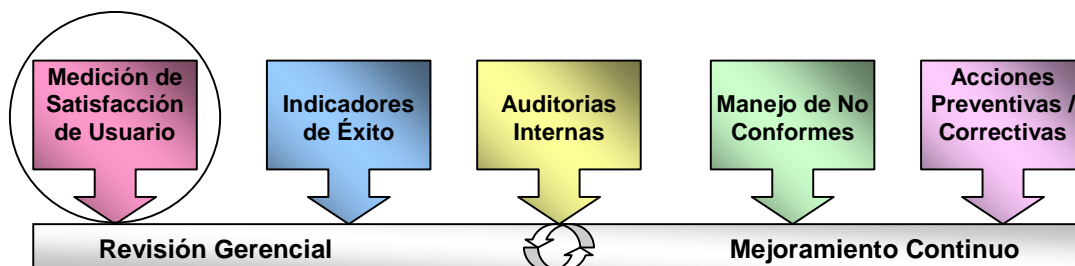 Medición de
Satisfacción
de Usuario
Indicadores
de Éxito
Auditorias
Internas
Manejo de No
Conformes
Acciones
Preventivas /
Correctivas
Revisión Gerencial
Mejoramiento Continuo